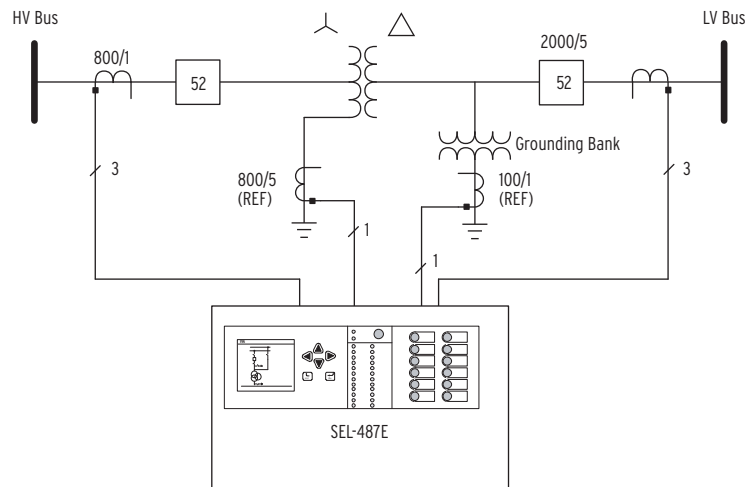 HV Bus
LV Bus
800/1
2000/5
52
52
Grounding Bank
3
800/5
(REF)
100/1
(REF)
3
1
1
SEL-487E